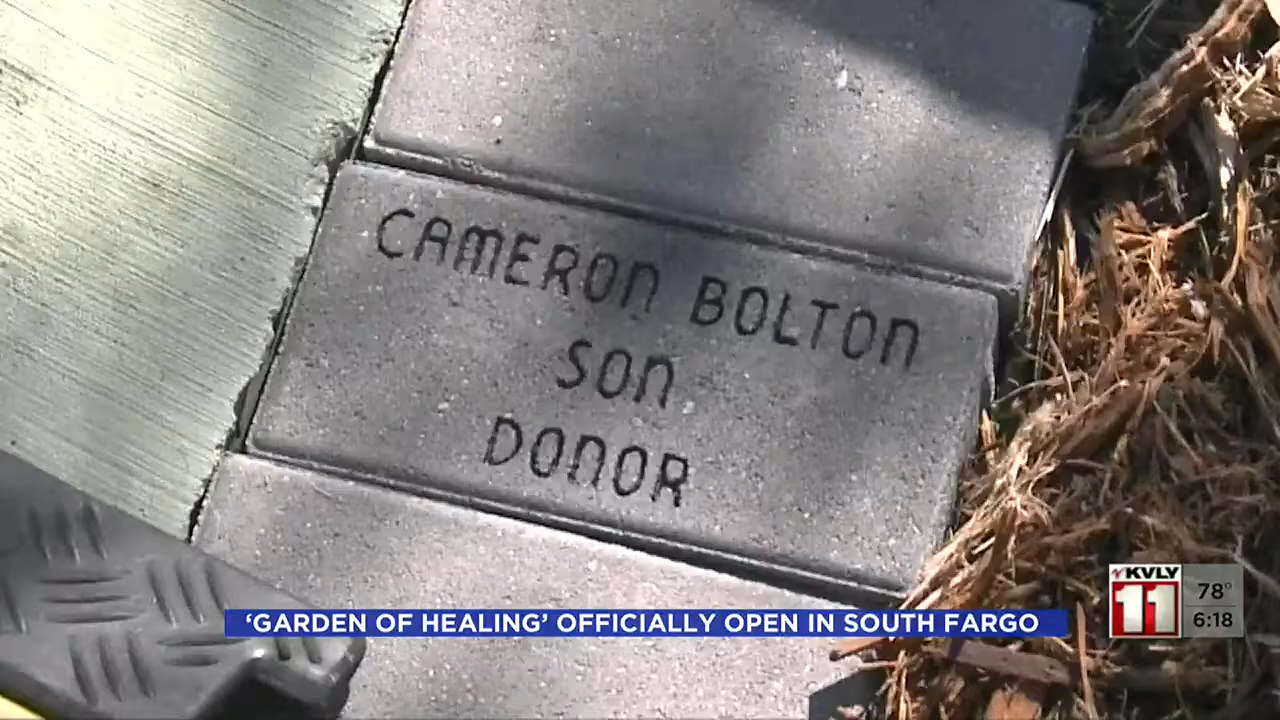 CAMERON BOLTON
SON
DONOR
‘GARDEN OF HEALING’ OFFICIALLY OPEN IN SOUTH FARGO
KVLY
11
78°
6:18